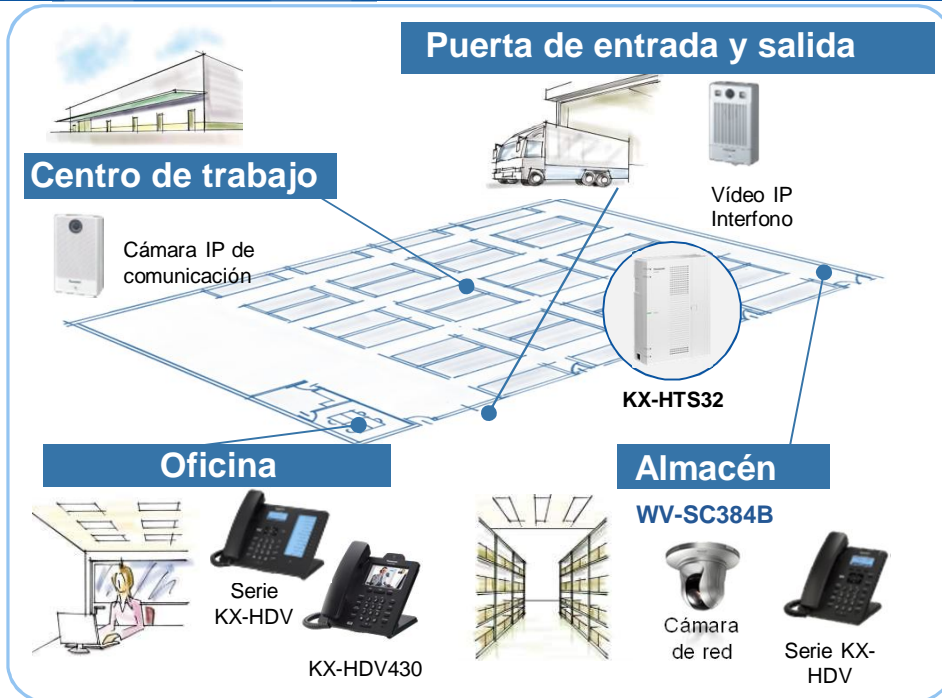 Puerta de entrada y salida
Centro de trabajo
Vídeo IP
Interfono
Cámara IP de
comunicación
KX-HTS32
Oficina
Almacén
WV-SC384B
Serie
KX-HDV
KX-HDV430
Cámara
de red
Serie KX-
HDV